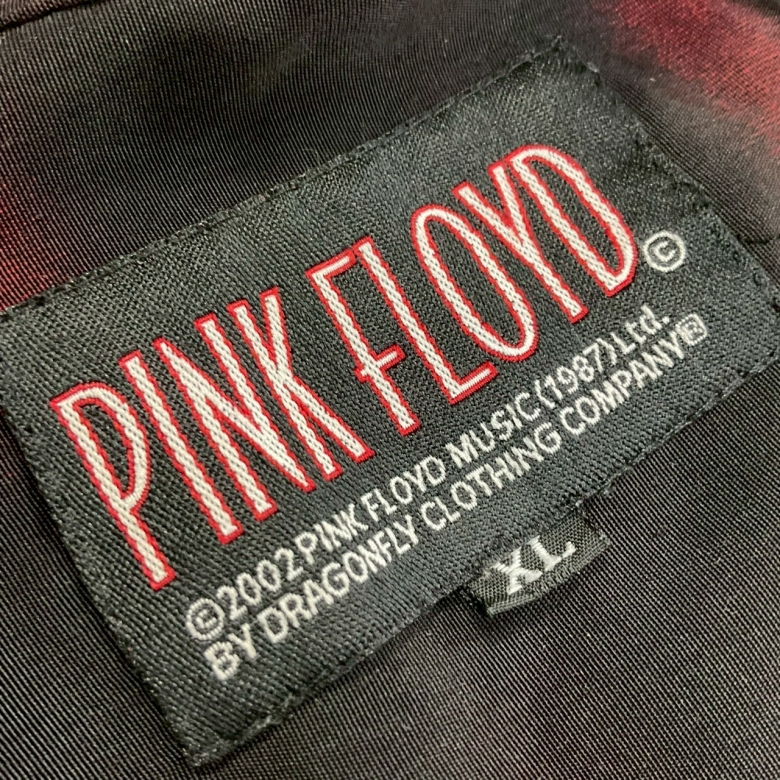 PINK FLOYD ©
©2002 PINK FLOYD MUSIC (1987) Ltd.
BY DRAGONFLY CLOTHING COMPANY®
XL